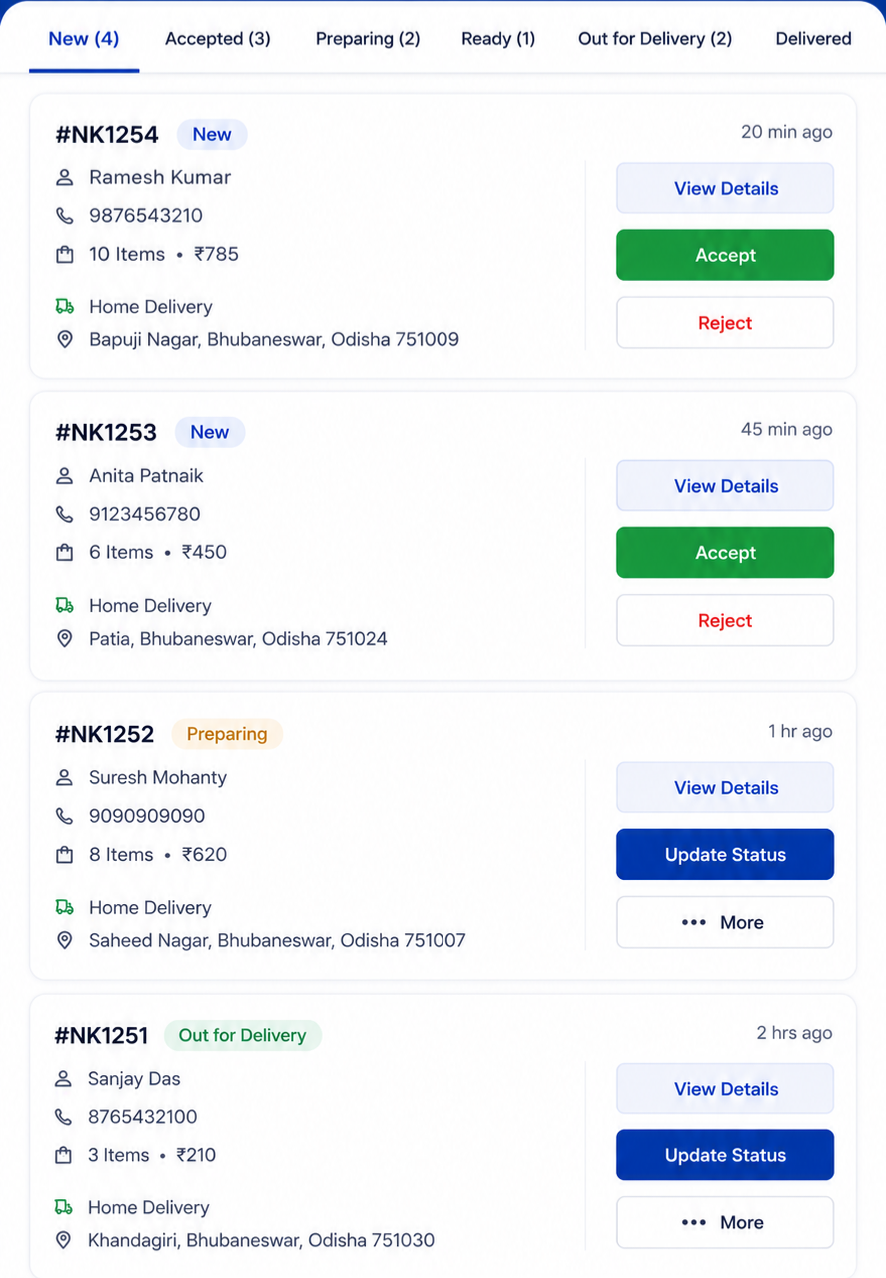 New (4) Accepted (3) Preparing (2) Ready (1) Out for Delivery (2) Delivered
#NK1254 New 20 min ago
Ramesh Kumar
View Details
9876543210
10 Items • ₹785
Accept
Home Delivery
Reject
Bapuji Nagar, Bhubaneswar, Odisha 751009
#NK1253 New 45 min ago
Anita Patnaik
View Details
9123456780
6 Items • ₹450
Accept
Home Delivery
Reject
Patia, Bhubaneswar, Odisha 751024
#NK1252 Preparing 1 hr ago
Suresh Mohanty
View Details
9090909090
8 Items • ₹620
Update Status
Home Delivery
••• More
Saheed Nagar, Bhubaneswar, Odisha 751007
#NK1251 Out for Delivery 2 hrs ago
Sanjay Das
View Details
8765432100
3 Items • ₹210
Update Status
Home Delivery
••• More
Khandagiri, Bhubaneswar, Odisha 751030